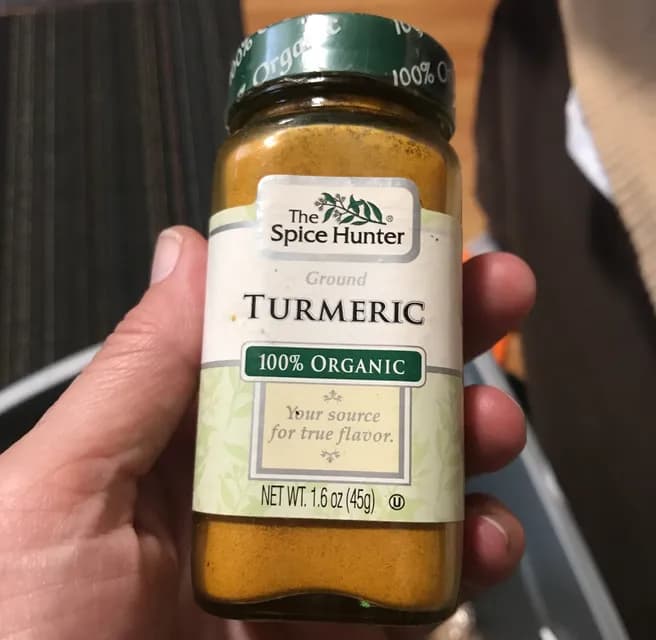 100% Organic 100% O
The
Spice Hunter®
Ground
TURMERIC
100% ORGANIC
Your source
for true flavor.
NET WT. 1.6 oz (45g) U